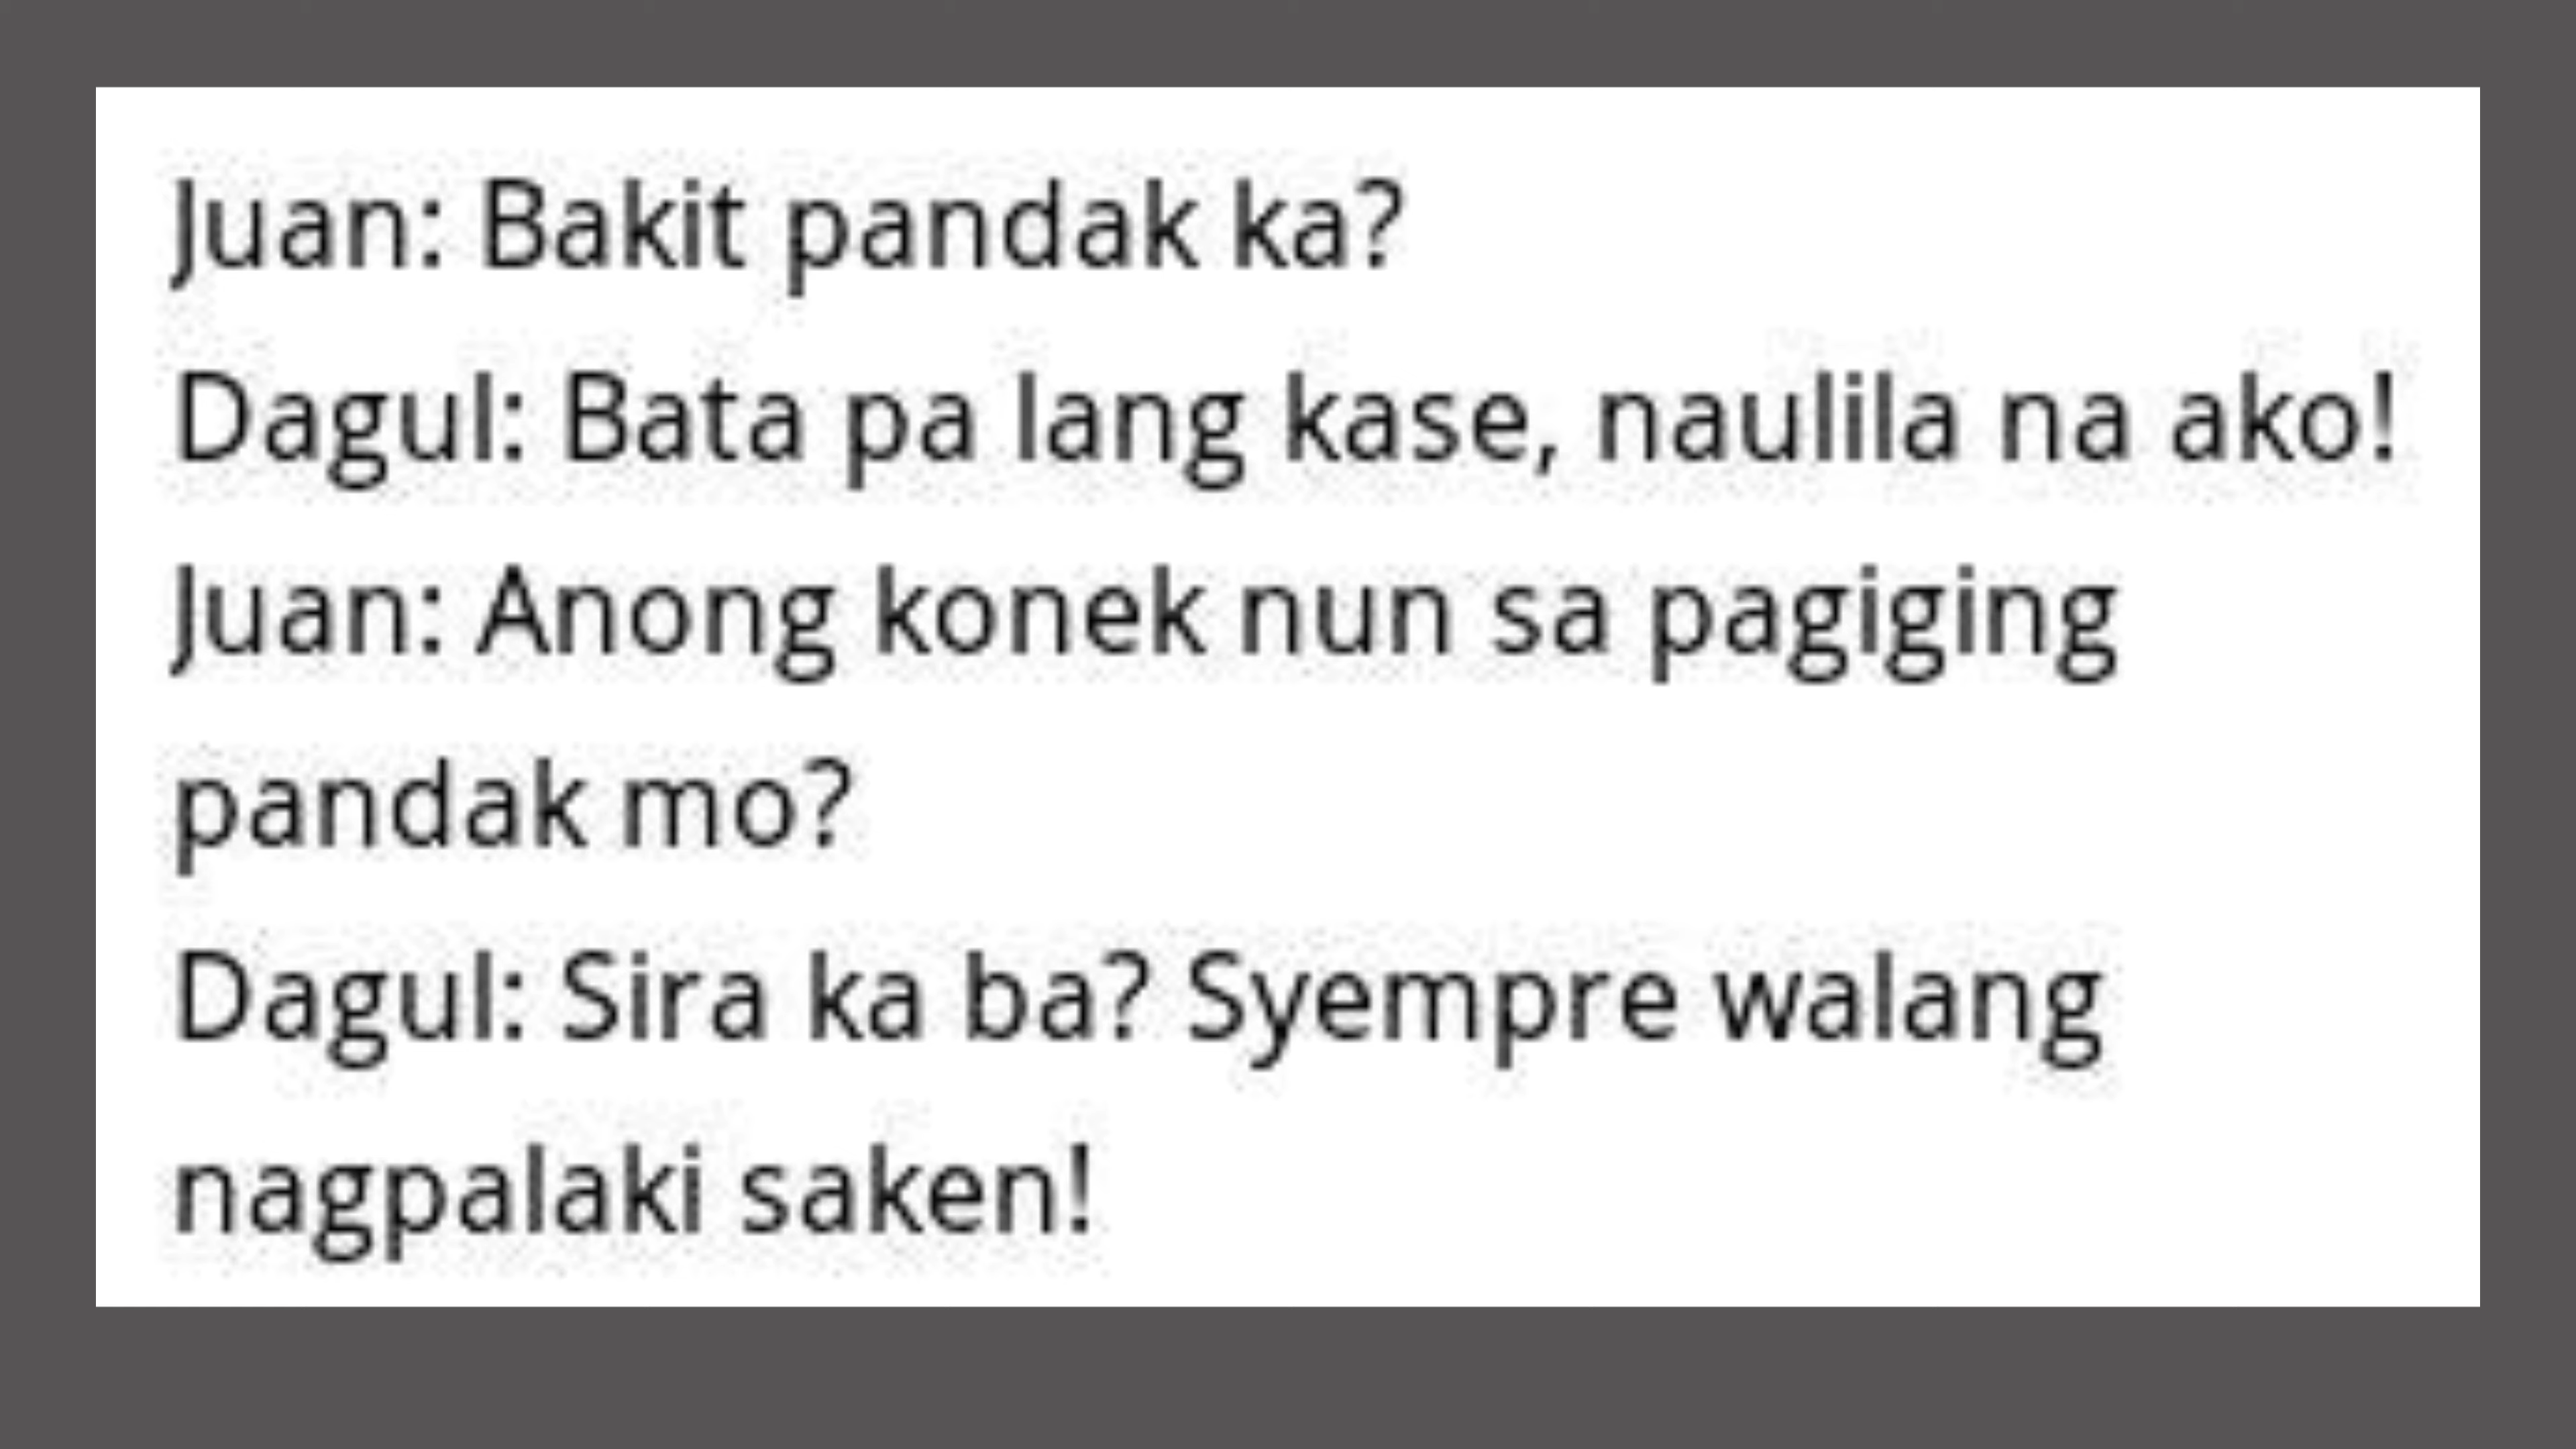 Juan: Bakit pandak ka?
Dagul: Bata pa lang kase, naulila na ako!
Juan: Anong konek nun sa pagiging
pandak mo?
Dagul: Sira ka ba? Syempre walang
nagpalaki saken!